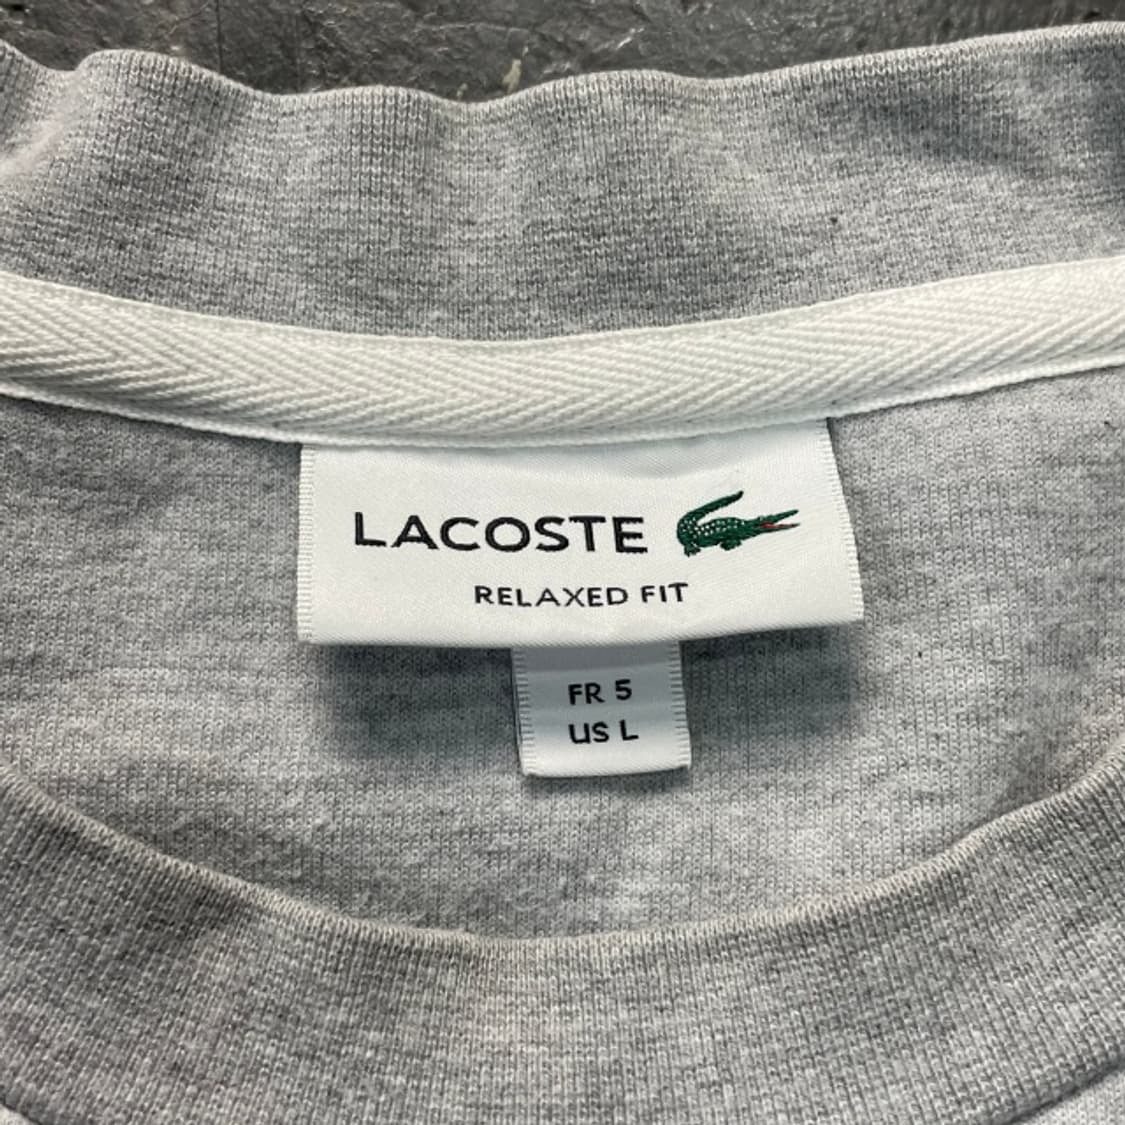 LACOSTE
RELAXED FIT
FR 5
US L